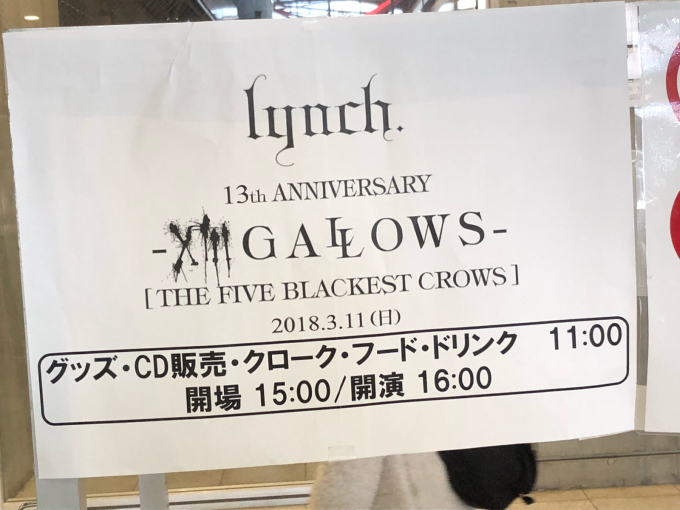 lynch.
13th ANNIVERSARY
-XIII GALLOWS-
[THE FIVE BLACKEST CROWS]
2018.3.11(日)
グッズ・CD販売・クローク・フード・ドリンク 11:00
開場 15:00/開演 16:00